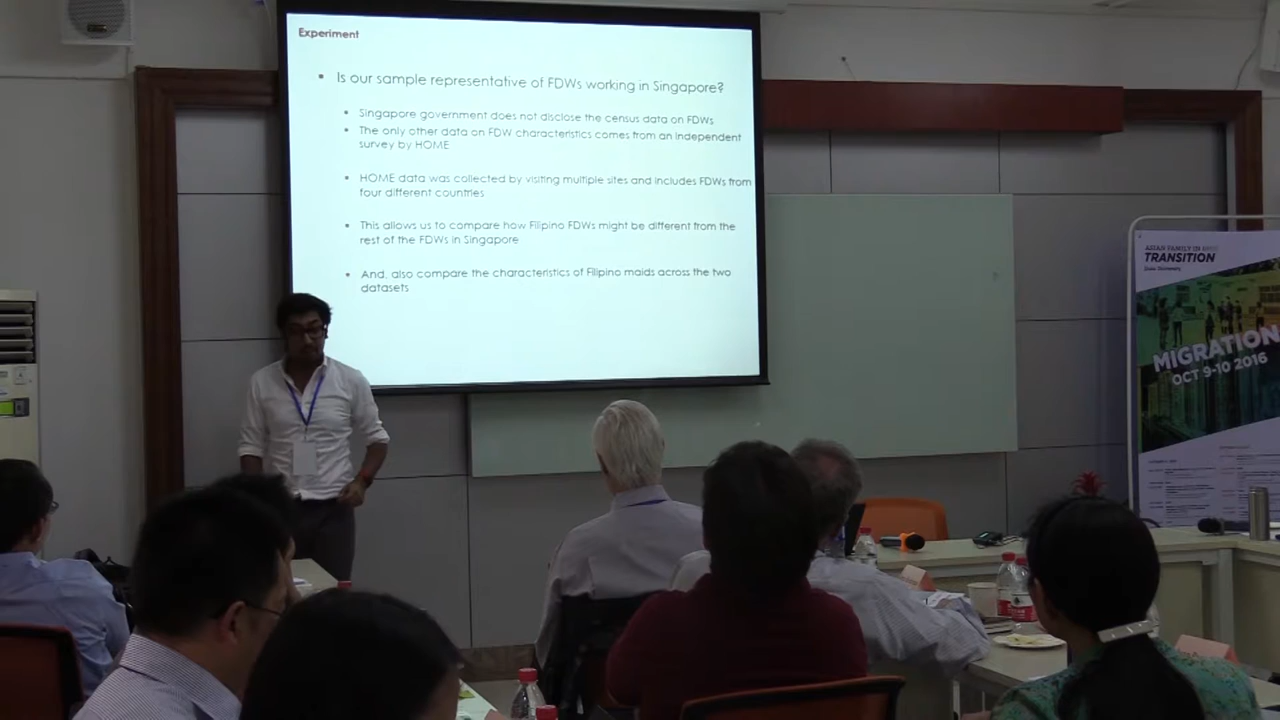 Experiment
Is our sample representative of FDWs working in Singapore?
Singapore government does not disclose the census data on FDWs
The only other data on FDW characteristics comes from an independent
survey by HOME
HOME data was collected by visiting multiple sites and includes FDWs from
four different countries
This allows us to compare how Filipino FDWs might be different from the
rest of the FDWs in Singapore
And, also compare the characteristics of Filipino maids across the two
datasets
ASIAN FAMILY IN
TRANSITION
MIGRATION
OCT 9-10 2016